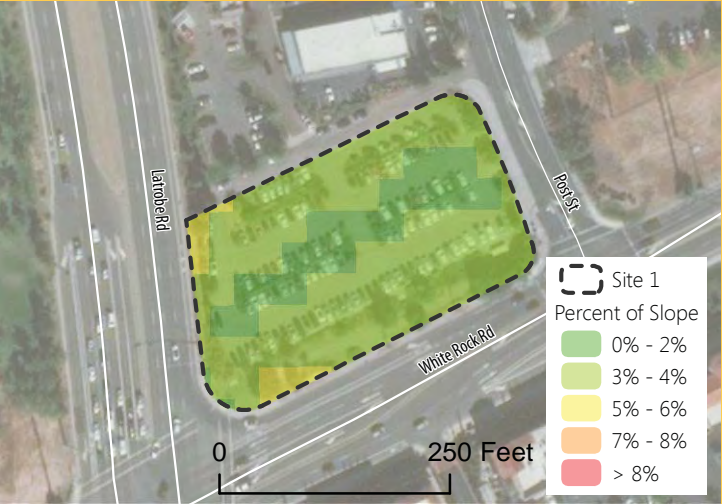 Latrobe Rd
Post St
White Rock Rd
0 250 Feet
Site 1
Percent of Slope
0% - 2%
3% - 4%
5% - 6%
7% - 8%
> 8%